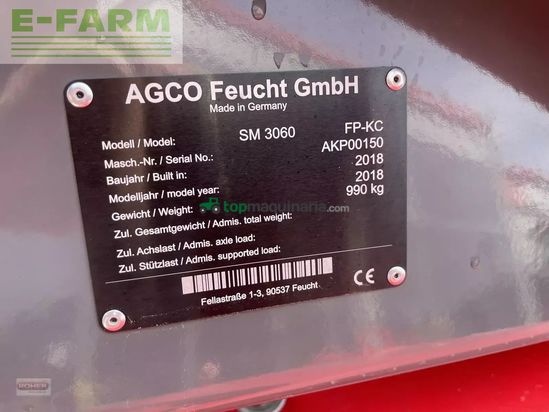 E-FARM
AGCO Feucht GmbH
Made in Germany
Modell / Model: SM 3060 FP-KC
Masch.-Nr. / Serial No.: AKP00150
Baujahr / Built in: 2018
Modelljahr / model year: 2018
Gewicht / Weight: 990 kg
topmaquinaria.com
Zul. Gesamtgewicht / Admis. total weight:
Zul. Achslast / Admis. axle load:
Zul. Stützlast / Admis. supported load:
Fellastraße 1-3, 90537 Feucht
CE
ROHER